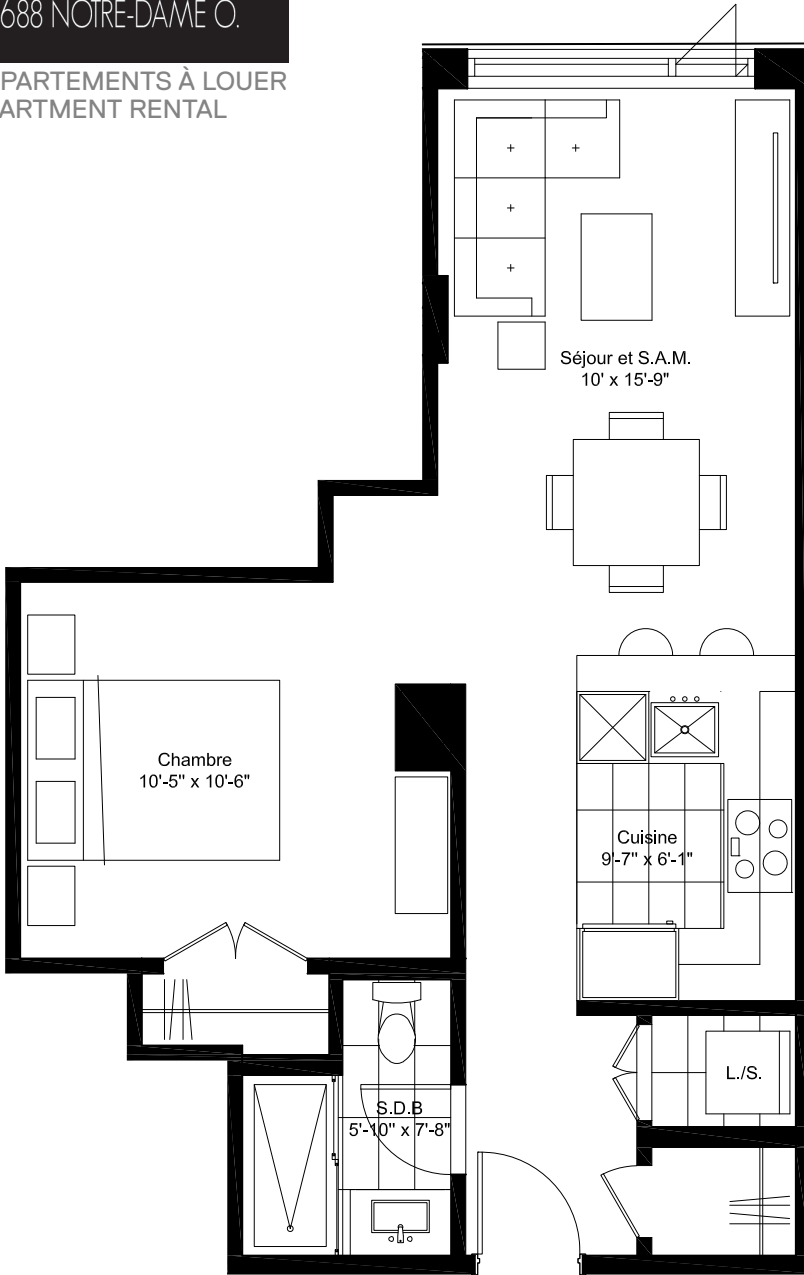 688 NOTRE-DAME O.
PARTEMENTS À LOUER
ARTMENT RENTAL
Séjour et S.A.M.
10' x 15'-9"
Chambre
10'-5" x 10'-6"
Cuisine
9'-7" x 6'-1"
L./S.
S.D.B
5'-10" x 7'-8"